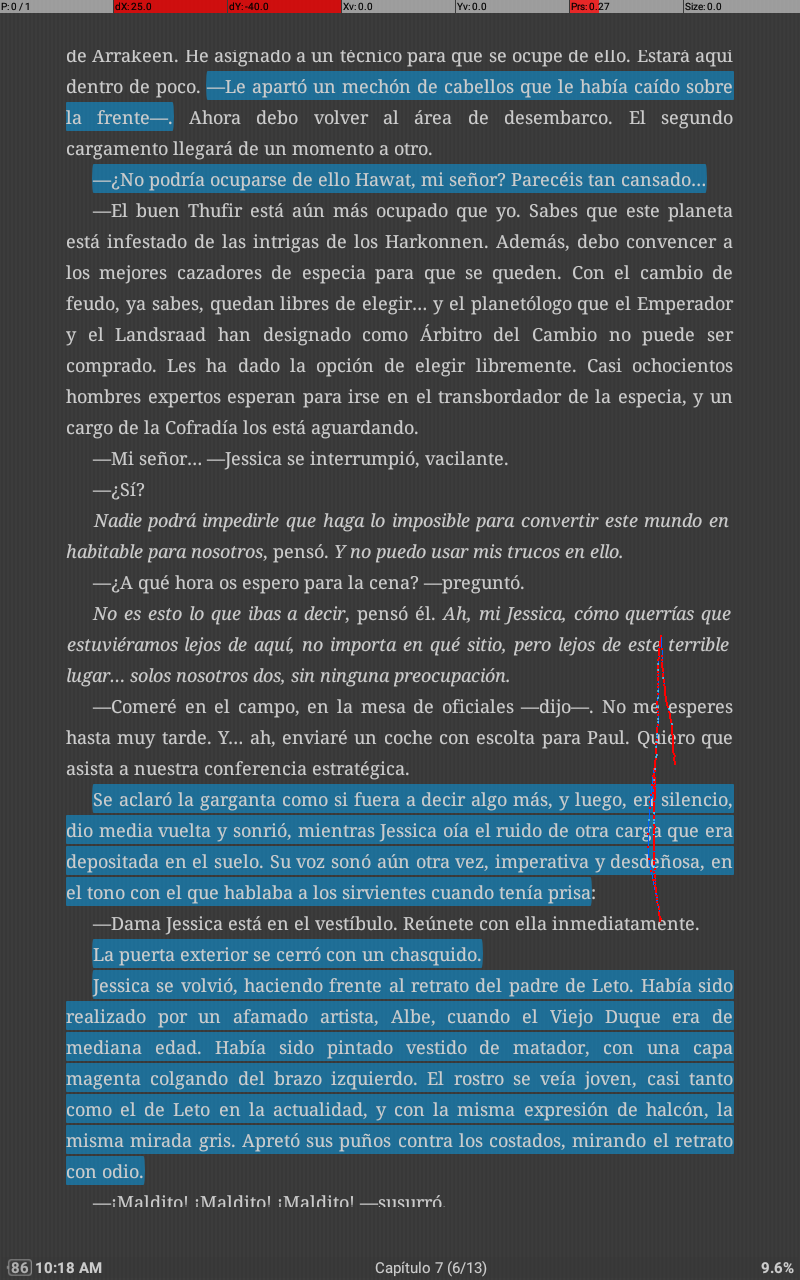 P: 0 / 1 dX: 25.0 dY: -40.0 Xv: 0.0 Yv: 0.0 Prs: 0.27 Size: 0.0
de Arrakeen. He asignado a un técnico para que se ocupe de ello. Estará aquí
dentro de poco. —Le apartó un mechón de cabellos que le había caído sobre
la frente—. Ahora debo volver al área de desembarco. El segundo
cargamento llegará de un momento a otro.
—¿No podría ocuparse de ello Hawat, mi señor? Parecéis tan cansado...
—El buen Thufir está aún más ocupado que yo. Sabes que este planeta
está infestado de las intrigas de los Harkonnen. Además, debo convencer a
los mejores cazadores de especia para que se queden. Con el cambio de
feudo, ya sabes, quedan libres de elegir... y el planetólogo que el Emperador
y el Landsraad han designado como Árbitro del Cambio no puede ser
comprado. Les ha dado la opción de elegir libremente. Casi ochocientos
hombres expertos esperan para irse en el transbordador de la especia, y un
cargo de la Cofradía los está aguardando.
—Mi señor... —Jessica se interrumpió, vacilante.
—¿Sí?
Nadie podrá impedirle que haga lo imposible para convertir este mundo en
habitable para nosotros, pensó. Y no puedo usar mis trucos en ello.
—¿A qué hora os espero para la cena? —preguntó.
No es esto lo que ibas a decir, pensó él. Ah, mi Jessica, cómo querrías que
estuviéramos lejos de aquí, no importa en qué sitio, pero lejos de este terrible
lugar... solos nosotros dos, sin ninguna preocupación.
—Comeré en el campo, en la mesa de oficiales —dijo—. No me esperes
hasta muy tarde. Y... ah, enviaré un coche con escolta para Paul. Quiero que
asista a nuestra conferencia estratégica.
Se aclaró la garganta como si fuera a decir algo más, y luego, en silencio,
dio media vuelta y sonrió, mientras Jessica oía el ruido de otra carga que era
depositada en el suelo. Su voz sonó aún otra vez, imperativa y desdeñosa, en
el tono con el que hablaba a los sirvientes cuando tenía prisa:
—Dama Jessica está en el vestíbulo. Reúnete con ella inmediatamente.
La puerta exterior se cerró con un chasquido.
Jessica se volvió, haciendo frente al retrato del padre de Leto. Había sido
realizado por un afamado artista, Albe, cuando el Viejo Duque era de
mediana edad. Había sido pintado vestido de matador, con una capa
magenta colgando del brazo izquierdo. El rostro se veía joven, casi tanto
como el de Leto en la actualidad, y con la misma expresión de halcón, la
misma mirada gris. Apretó sus puños contra los costados, mirando el retrato
con odio.
—¡Maldito! ¡Maldito! ¡Maldito! —susurró.
86 10:18 AM Capítulo 7 (6/13) 9.6%